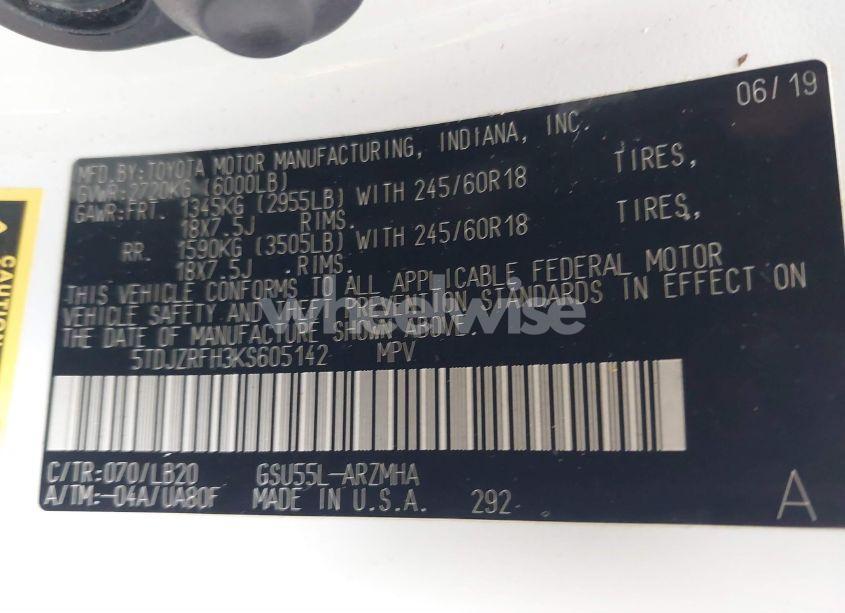 06/19
MFD.BY:TOYOTA MOTOR MANUFACTURING, INDIANA, INC.
GVWR:2720KG (6000LB)
GAWR:FRT. 1345KG (2955LB) WITH 245/60R18 TIRES,
18X7.5J RIMS.
RR. 1590KG (3505LB) WITH 245/60R18 TIRES,
18X7.5J RIMS.
THIS VEHICLE CONFORMS TO ALL APPLICABLE FEDERAL MOTOR
VEHICLE SAFETY AND THEFT PREVENTION STANDARDS IN EFFECT ON
THE DATE OF MANUFACTURE SHOWN ABOVE.
wheelwise
5TDJZRFH3KS605142 MPV
C/TR:070/LB20 GSU55L-ARZMHA
A/TM:-04A/UA80F MADE IN U.S.A. 292
A
CAUTION